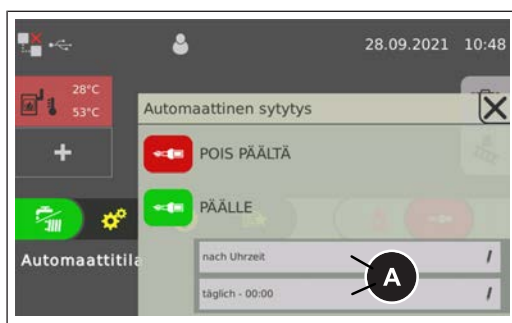 28.09.2021 10:48
28°C
53°C
Automaattinen sytytys
+
POIS PÄÄLTÄ
PÄÄLLE
Automaattitila
nach Uhrzeit
täglich - 00:00
A